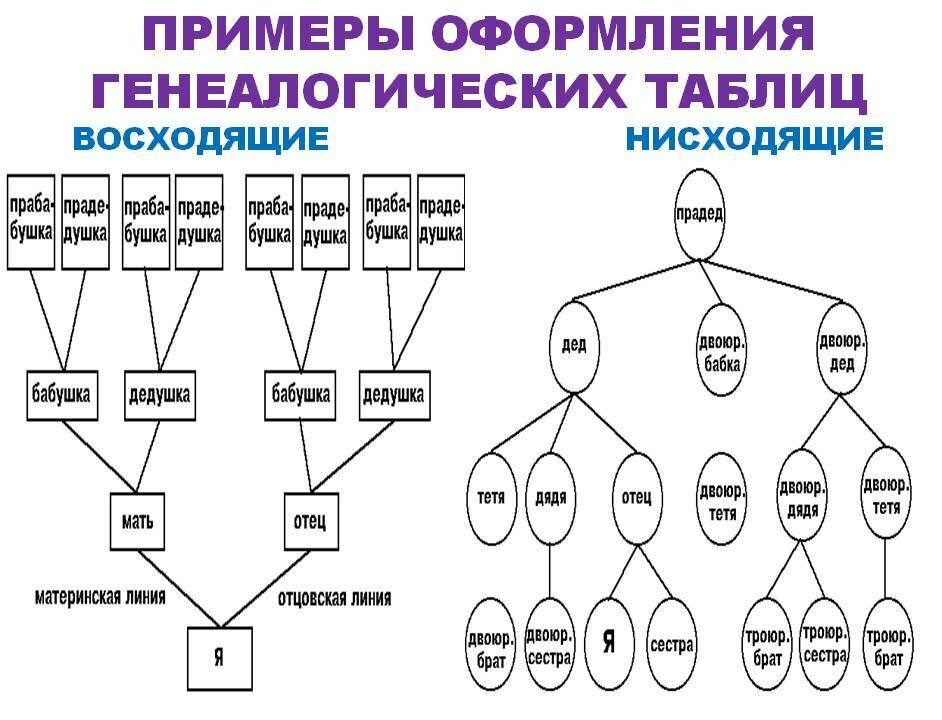 ПРИМЕРЫ ОФОРМЛЕНИЯ
ГЕНЕАЛОГИЧЕСКИХ ТАБЛИЦ
ВОСХОДЯЩИЕ
праба-
бушка
праде-
душка
праба-
бушка
праде-
душка
праба-
бушка
праде-
душка
праба-
бушка
праде-
душка
бабушка
дедушка
бабушка
дедушка
мать
отец
материнская линия
отцовская линия
Я
НИСХОДЯЩИЕ
прадед
дед
двоюр.
бабка
двоюр.
дед
тетя
дядя
отец
двоюр.
тетя
двоюр.
дядя
двоюр.
тетя
двоюр.
брат
двоюр.
сестра
Я
сестра
троюр.
брат
троюр.
сестра
троюр.
брат